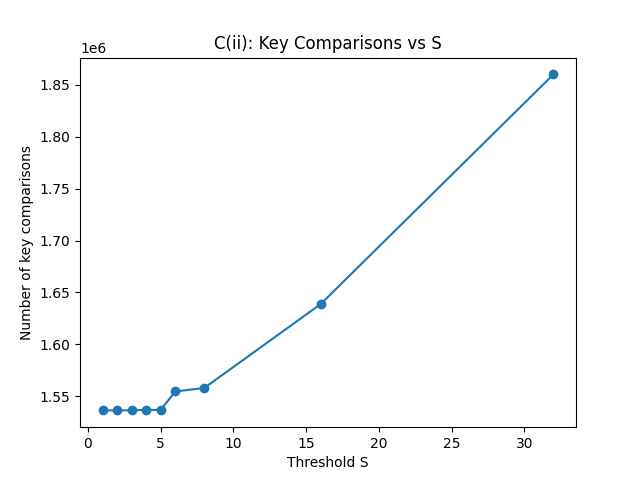 C(ii): Key Comparisons vs S
1e6
1.85
1.80
1.75
1.70
1.65
1.60
1.55
Number of key comparisons
0 5 10 15 20 25 30
Threshold S